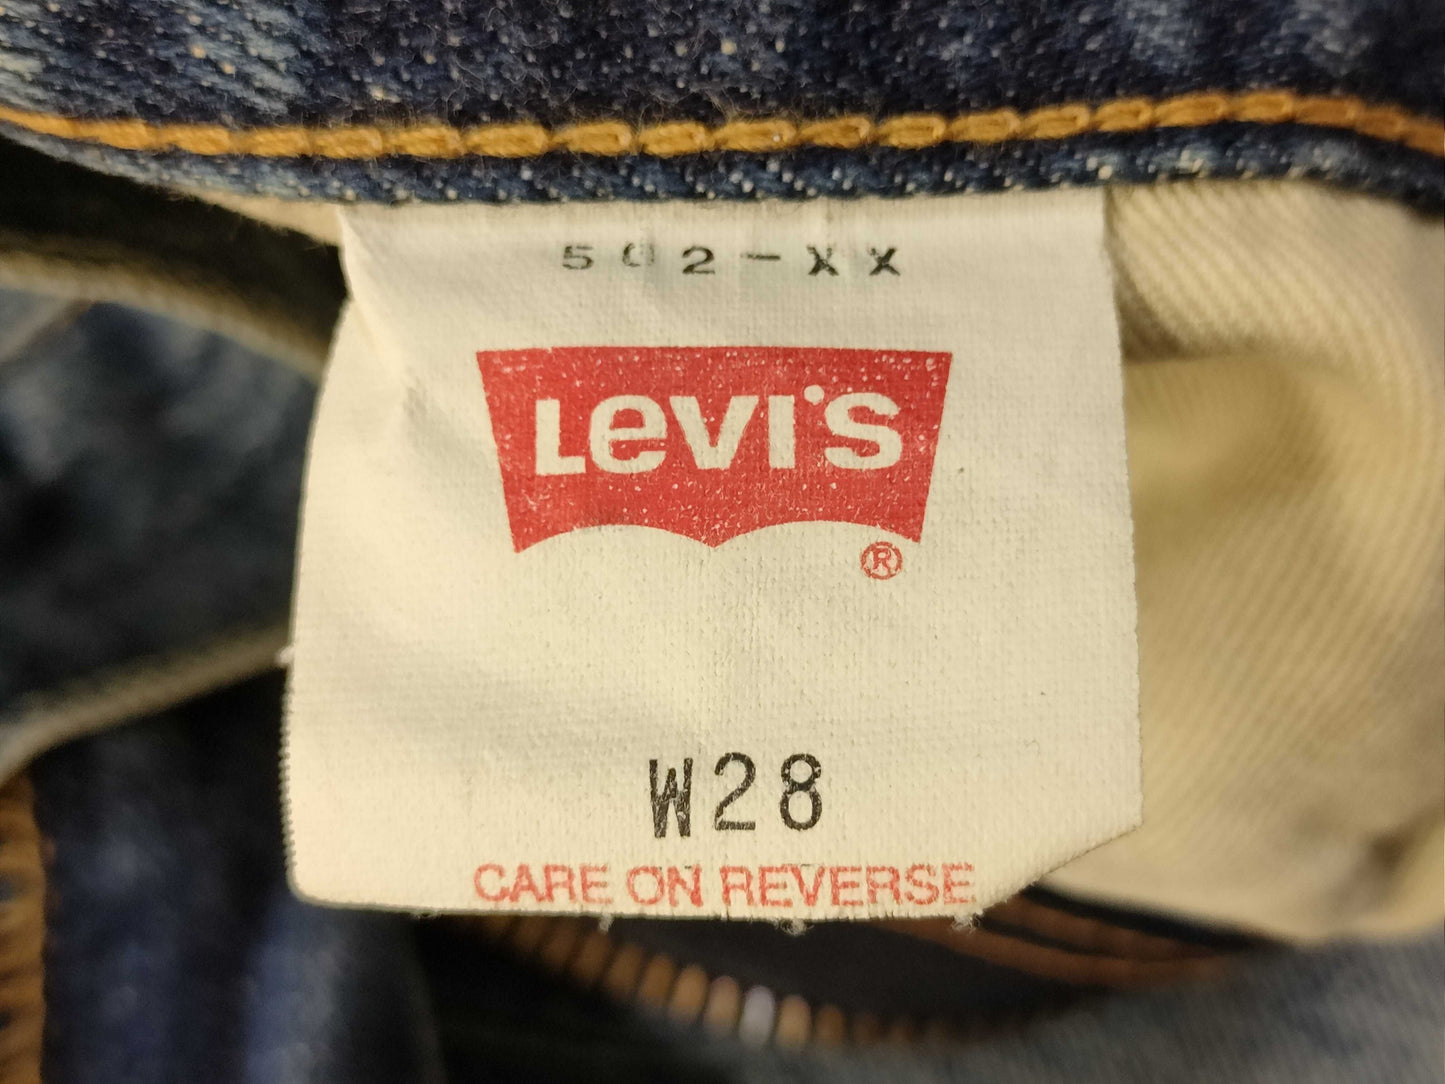 502-XX
Levi's
®
W28
CARE ON REVERSE